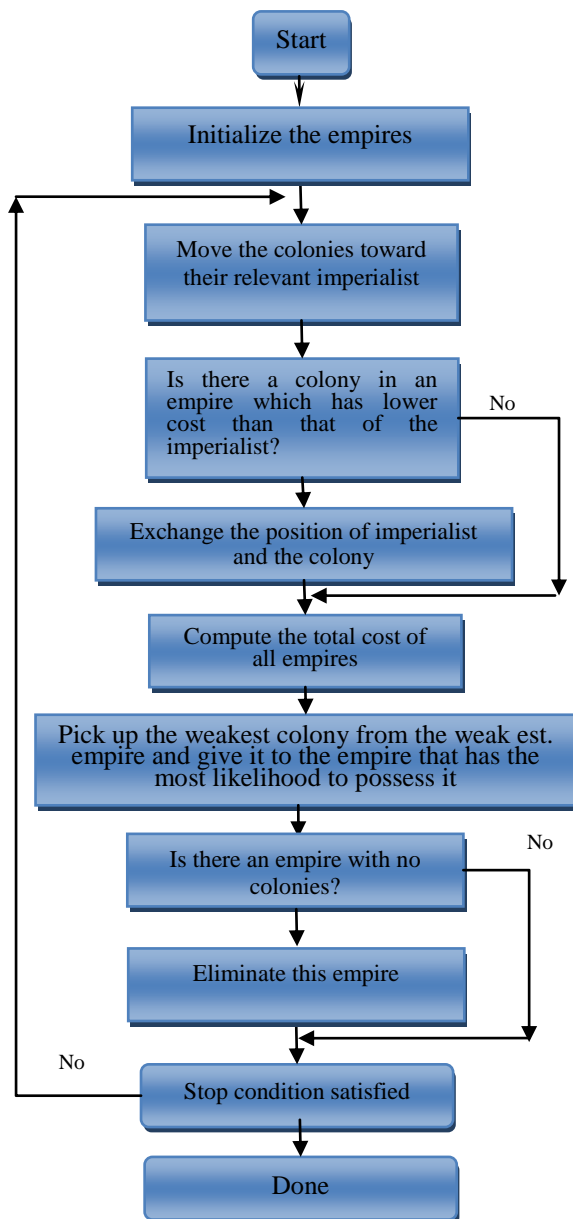 Start
Initialize the empires
Move the colonies toward
their relevant imperialist
Is there a colony in an
empire which has lower
cost than that of the
imperialist?
No
Exchange the position of imperialist
and the colony
Compute the total cost of
all empires
Pick up the weakest colony from the weak est.
empire and give it to the empire that has the
most likelihood to possess it
No
Is there an empire with no
colonies?
Eliminate this empire
No
Stop condition satisfied
Done